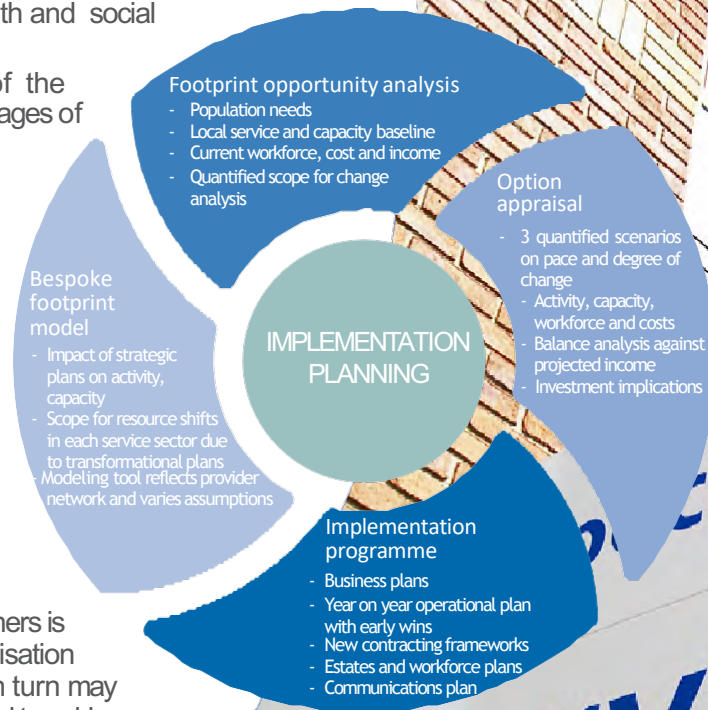 th and social
of the
ages of
Footprint opportunity analysis
- Population needs
- Local service and capacity baseline
- Current workforce, cost and income
- Quantified scope for change
analysis
Option
appraisal
- 3 quantified scenarios
on pace and degree of
change
- Activity, capacity,
workforce and costs
- Balance analysis against
projected income
- Investment implications
Bespoke
footprint
model
- Impact of strategic
plans on activity,
capacity
- Scope for resource shifts
in each service sector due
to transformational plans
- Modeling tool reflects provider
network and varies assumptions
IMPLEMENTATION
PLANNING
Implementation
programme
- Business plans
- Year on year operational plan
with early wins
- New contracting frameworks
- Estates and workforce plans
- Communications plan
ners is
isation
n turn may